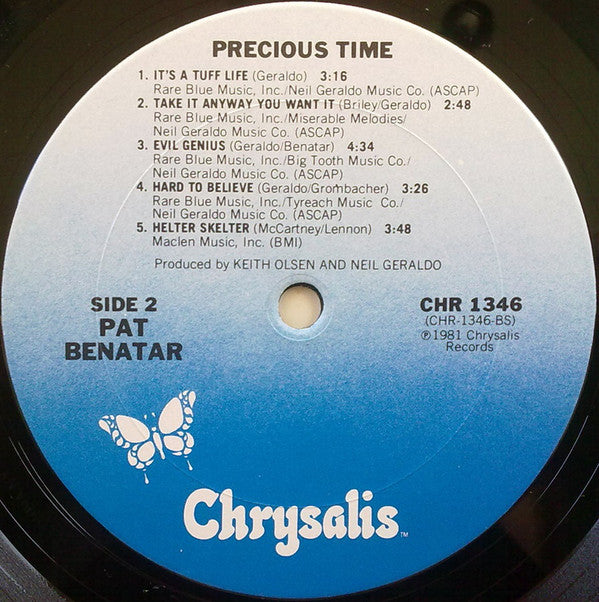 PRECIOUS TIME
1. IT'S A TUFF LIFE (Geraldo) 3:16
Rare Blue Music, Inc./Neil Geraldo Music Co. (ASCAP)
2. TAKE IT ANYWAY YOU WANT IT (Briley/Geraldo) 2:48
Rare Blue Music, Inc./Miserable Melodies/
Neil Geraldo Music Co. (ASCAP)
3. EVIL GENIUS (Geraldo/Benatar) 4:34
Rare Blue Music, Inc./Big Tooth Music Co./
Neil Geraldo Music Co. (ASCAP)
4. HARD TO BELIEVE (Geraldo/Grombacher) 3:26
Rare Blue Music, Inc./Tyreach Music Co./
Neil Geraldo Music Co. (ASCAP)
5. HELTER SKELTER (McCartney/Lennon) 3:48
Maclen Music, Inc. (BMI)
Produced by KEITH OLSEN AND NEIL GERALDO
SIDE 2
PAT
BENATAR
CHR 1346
(CHR-1346-BS)
℗1981 Chrysalis
Records
Chrysalis™